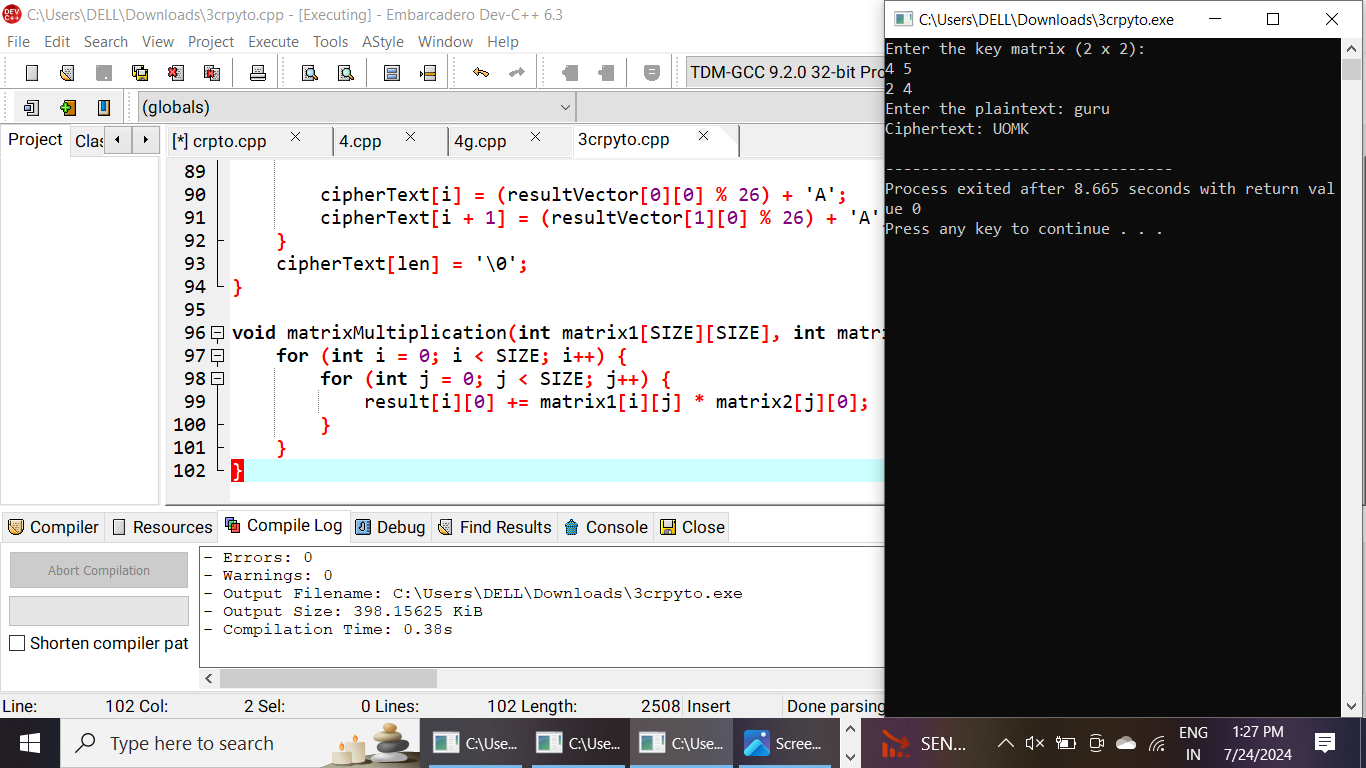 C:\Users\DELL\Downloads\3crpyto.cpp - [Executing] - Embarcadero Dev-C++ 6.3
File Edit Search View Project Execute Tools AStyle Window Help
TDM-GCC 9.2.0 32-bit Pro
(globals)
Project Clas
[*] crpto.cpp 4.cpp 4g.cpp 3crpyto.cpp
89
90 cipherText[i] = (resultVector[0][0] % 26) + 'A';
91 cipherText[i + 1] = (resultVector[1][0] % 26) + 'A'
92 }
93 cipherText[len] = '\0';
94 }
95
96 void matrixMultiplication(int matrix1[SIZE][SIZE], int matri
97 for (int i = 0; i < SIZE; i++) {
98 for (int j = 0; j < SIZE; j++) {
99 result[i][0] += matrix1[i][j] * matrix2[j][0];
100 }
101 }
102 }
Compiler Resources Compile Log Debug Find Results Console Close
Abort Compilation
Shorten compiler pat
- Errors: 0
- Warnings: 0
- Output Filename: C:\Users\DELL\Downloads\3crpyto.exe
- Output Size: 398.15625 KiB
- Compilation Time: 0.38s
Line: 102 Col: 2 Sel: 0 Lines: 102 Length: 2508 Insert Done parsing
C:\Users\DELL\Downloads\3crpyto.exe
Enter the key matrix (2 x 2):
4 5
2 4
Enter the plaintext: guru
Ciphertext: UOMK
--------------------------------
Process exited after 8.665 seconds with return val
ue 0
Press any key to continue . . .
Type here to search
C:\Use...
C:\Use...
C:\Use...
Scree...
SEN...
ENG
IN
1:27 PM
7/24/2024